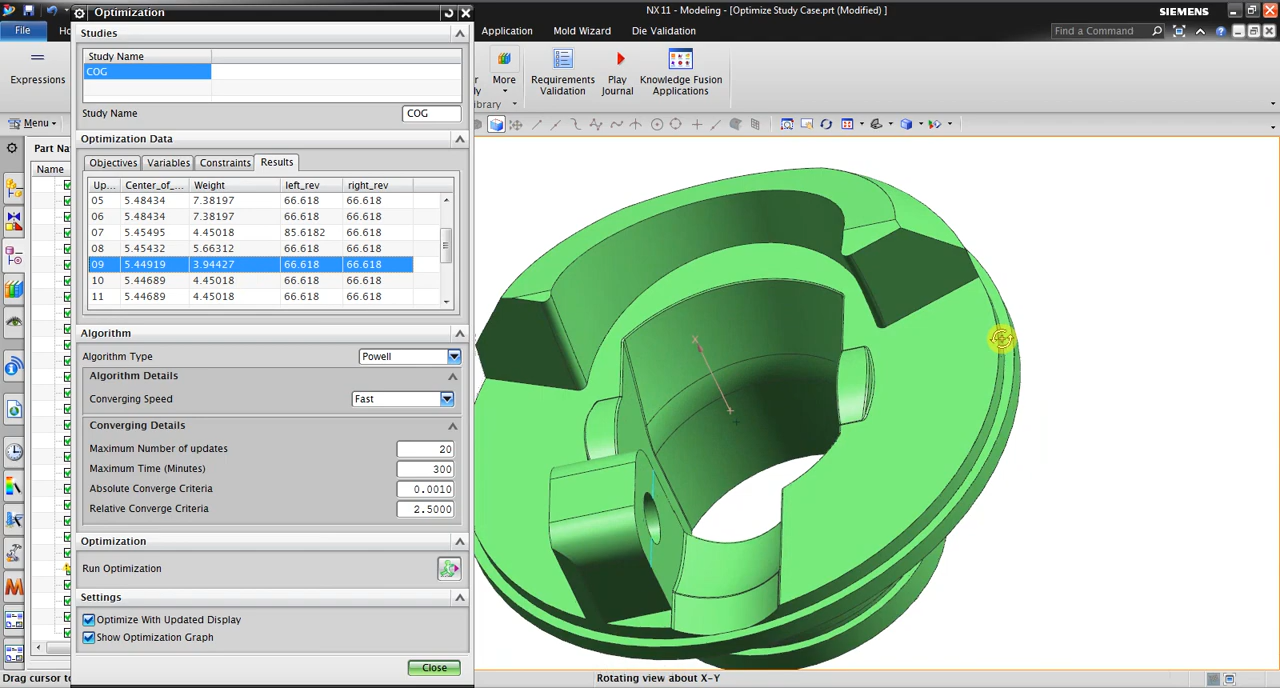 Optimization
NX 11 - Modeling - [Optimize Study Case.prt (Modified) ]
SIEMENS
File
Application
Mold Wizard
Die Validation
Find a Command
Expressions
More
Requirements
Validation
Play
Journal
Knowledge Fusion
Applications
Menu
Studies
Study Name
COG
Study Name
COG
Optimization Data
Objectives
Variables
Constraints
Results
Up... Center_of_... Weight left_rev right_rev
05 5.48434 7.38197 66.618 66.618
06 5.48434 7.38197 66.618 66.618
07 5.45495 4.45018 85.6182 66.618
08 5.45432 5.66312 66.618 66.618
09 5.44919 3.94427 66.618 66.618
10 5.44689 4.45018 66.618 66.618
11 5.44689 4.45018 66.618 66.618
Algorithm
Algorithm Type
Powell
Algorithm Details
Converging Speed
Fast
Converging Details
Maximum Number of updates
20
Maximum Time (Minutes)
300
Absolute Converge Criteria
0.0010
Relative Converge Criteria
2.5000
Optimization
Run Optimization
Settings
Optimize With Updated Display
Show Optimization Graph
Close
Part Na
Name
X
Drag cursor to
Rotating view about X-Y